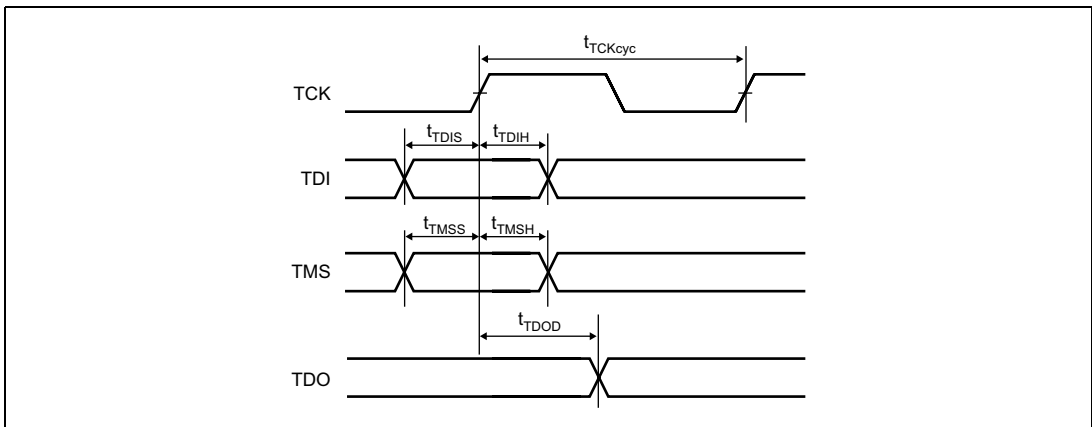 tTCKcyc
TCK
tTDIS tTDIH
TDI
tTMSS tTMSH
TMS
tTDOD
TDO